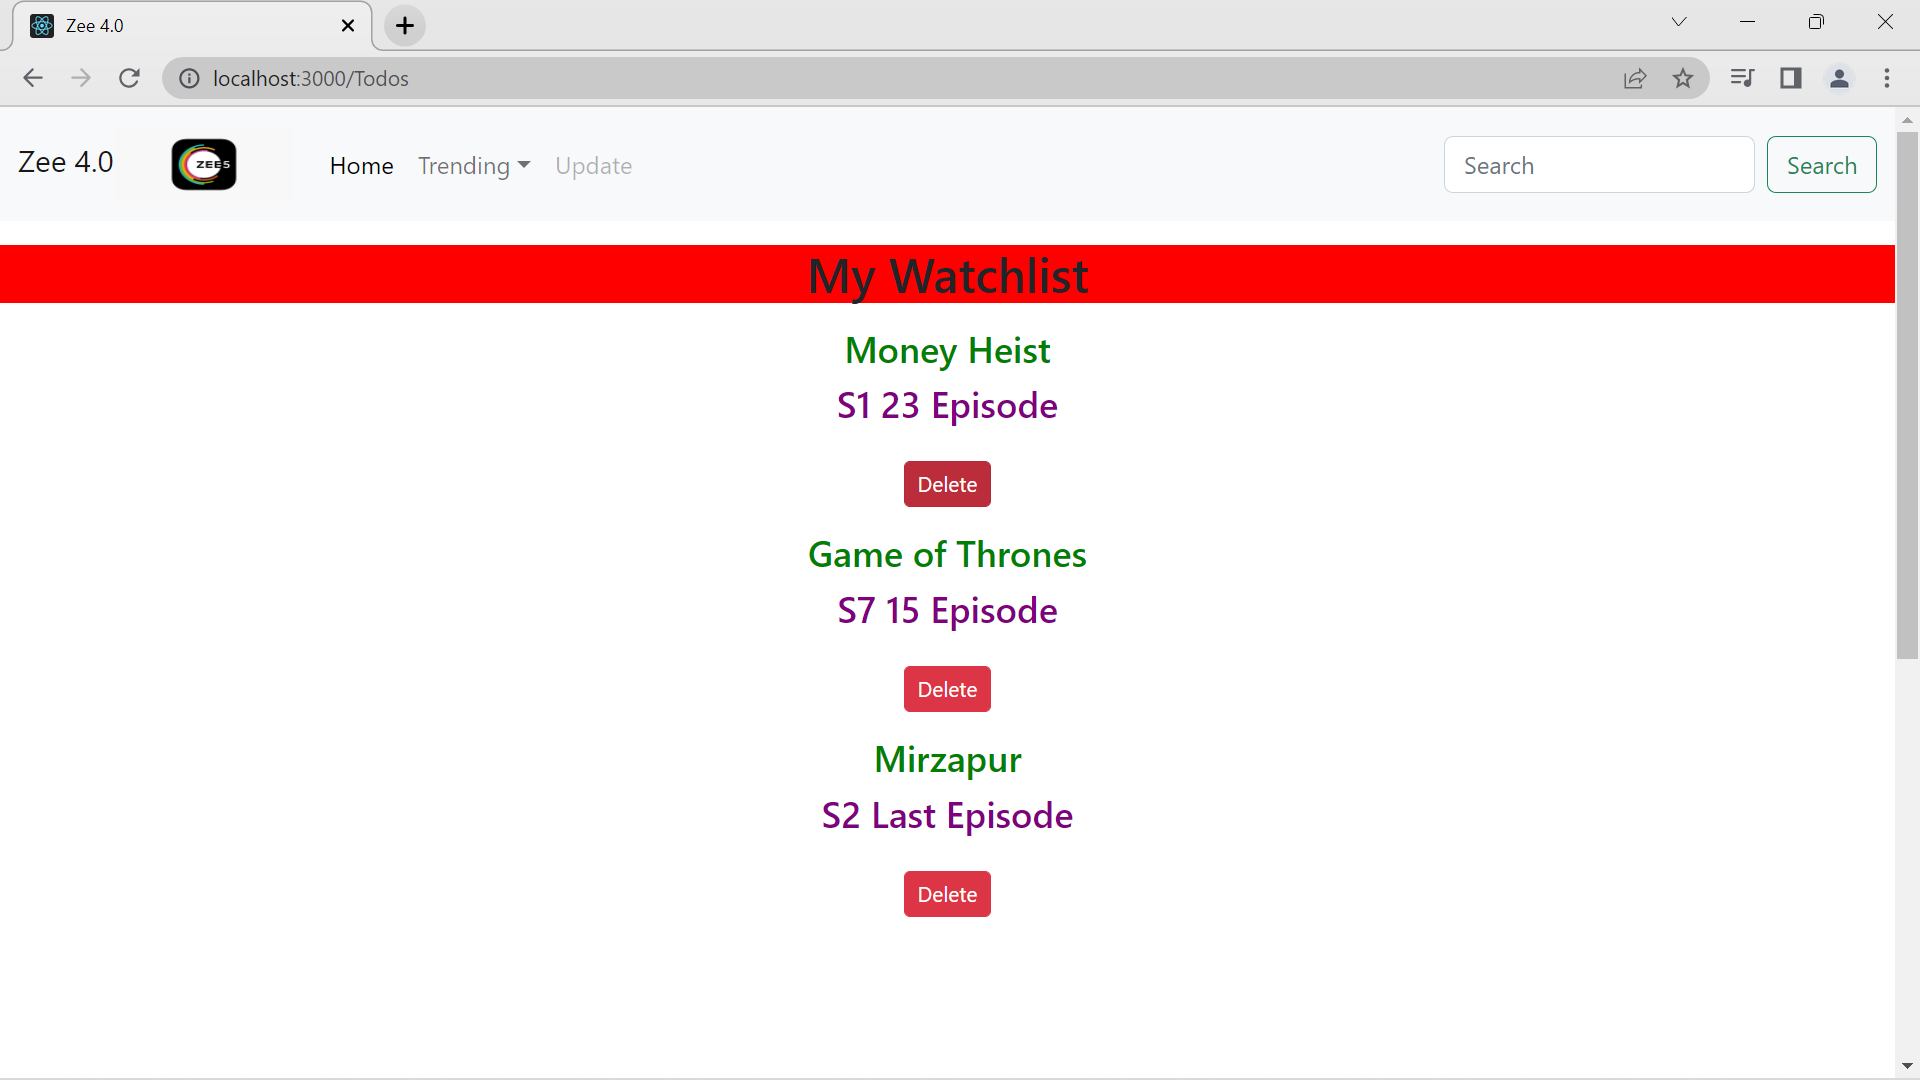 Zee 4.0
localhost:3000/Todos
Zee 4.0
ZEE5
Home
Trending
Update
Search
Search
My Watchlist
Money Heist
S1 23 Episode
Delete
Game of Thrones
S7 15 Episode
Delete
Mirzapur
S2 Last Episode
Delete